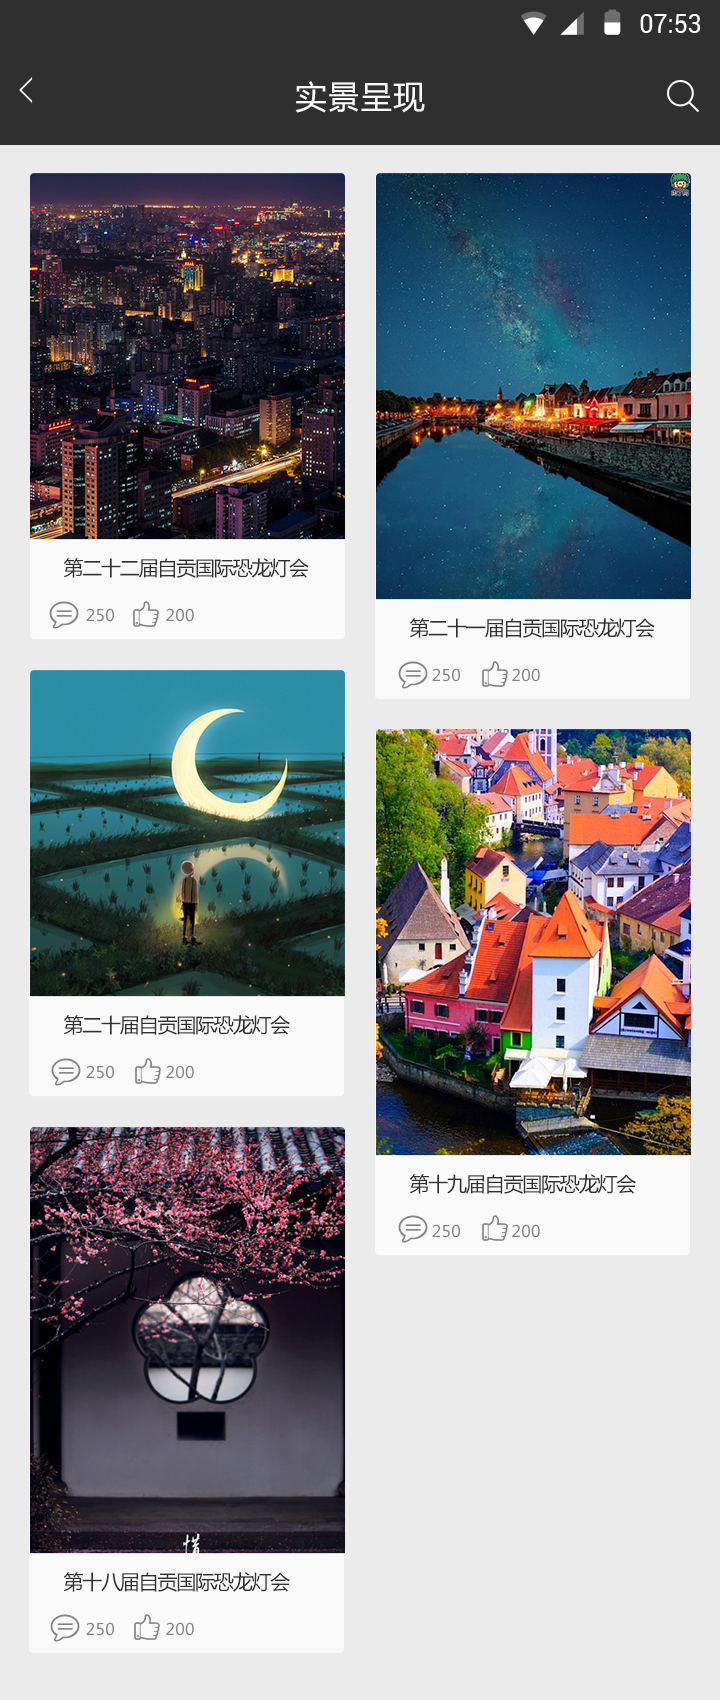 07:53
实景呈现
第二十二届自贡国际恐龙灯会
250 200
第二十一届自贡国际恐龙灯会
250 200
第二十届自贡国际恐龙灯会
250 200
第十九届自贡国际恐龙灯会
250 200
惜
第十八届自贡国际恐龙灯会
250 200